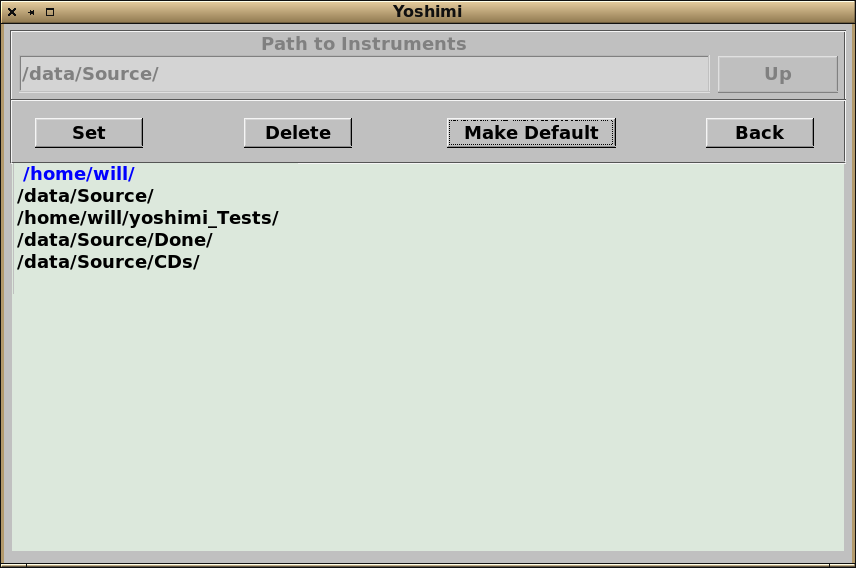 Yoshimi
Path to Instruments
/data/Source/
Up
Set
Delete
Make Default
Back
/home/will/
/data/Source/
/home/will/yoshimi_Tests/
/data/Source/Done/
/data/Source/CDs/